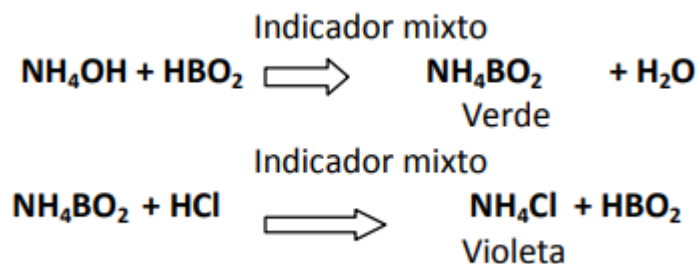 Indicador mixto
NH₄OH + HBO₂ NH₄BO₂ + H₂O
Verde
Indicador mixto
NH₄BO₂ + HCl NH₄Cl + HBO₂
Violeta